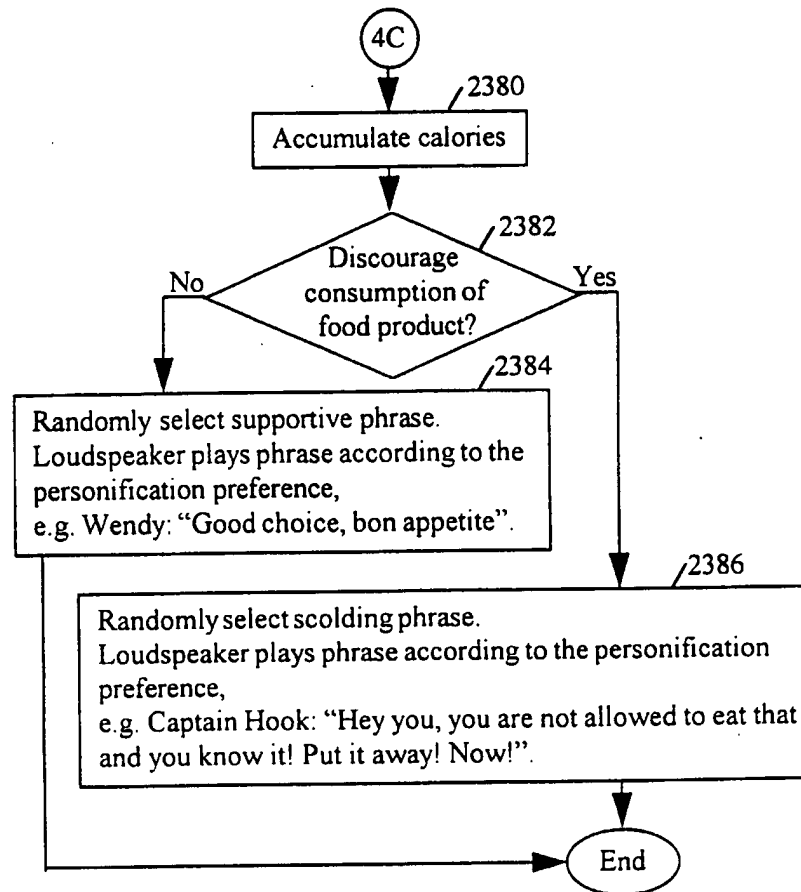 4C
2380
Accumulate calories
2382
Discourage
consumption of
food product?
No
Yes
2384
Randomly select supportive phrase.
Loudspeaker plays phrase according to the
personification preference,
e.g. Wendy: “Good choice, bon appetite”.
2386
Randomly select scolding phrase.
Loudspeaker plays phrase according to the personification
preference,
e.g. Captain Hook: “Hey you, you are not allowed to eat that
and you know it! Put it away! Now!”.
End